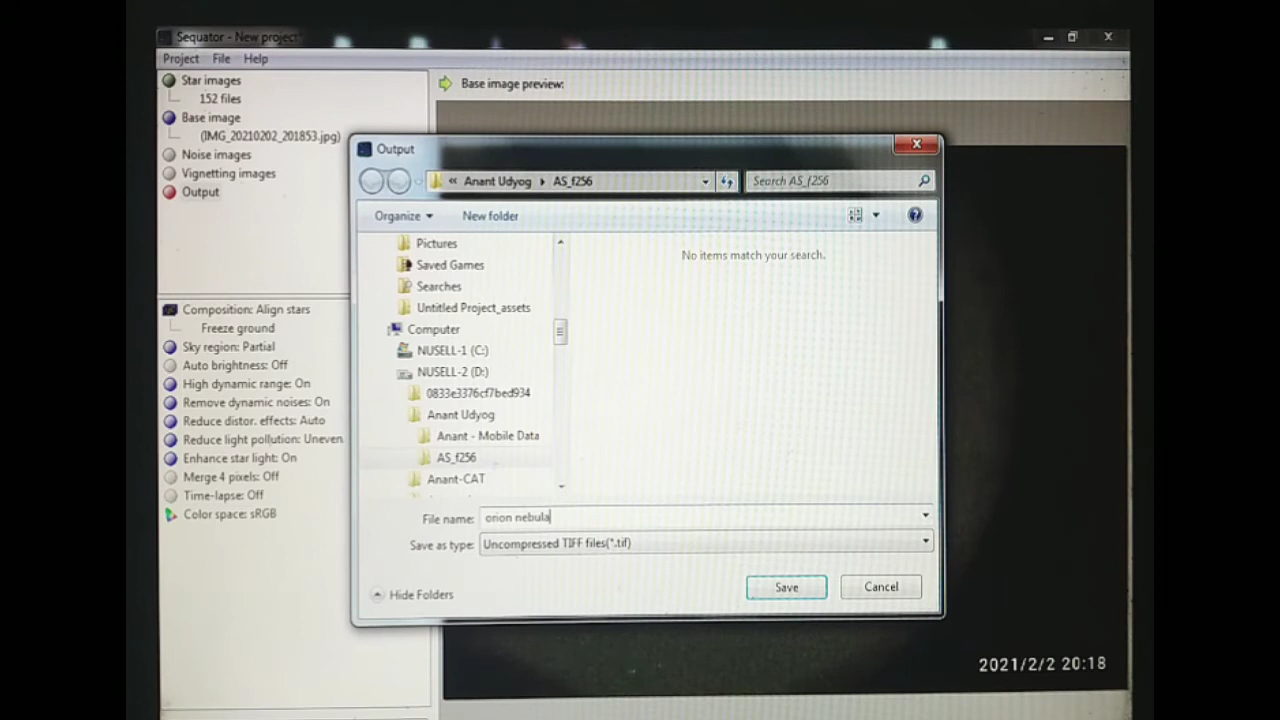 Sequator - New project*
Project File Help
Star images
152 files
Base image
(IMG_20210202_201853.jpg)
Noise images
Vignetting images
Output
Composition: Align stars
Freeze ground
Sky region: Partial
Auto brightness: Off
High dynamic range: On
Remove dynamic noises: On
Reduce distor. effects: Auto
Reduce light pollution: Uneven
Enhance star light: On
Merge 4 pixels: Off
Time-lapse: Off
Color space: sRGB
Base image preview:
Output
« Anant Udyog AS_f256
Search AS_f256
Organize New folder
Pictures
Saved Games
Searches
Untitled Project_assets
Computer
NUSELL-1 (C:)
NUSELL-2 (D:)
0833e3376cf7bed934
Anant Udyog
Anant - Mobile Data
AS_f256
Anant-CAT
No items match your search.
File name: orion nebula
Save as type: Uncompressed TIFF files(*.tif)
Hide Folders
Save Cancel
2021/2/2 20:18